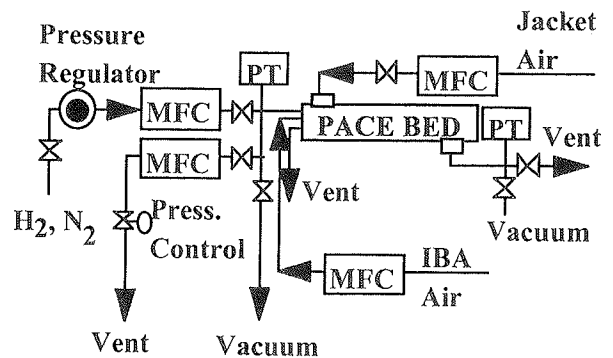 Pressure
Regulator
Jacket
Air
PT
MFC
MFC
PACE BED
PT
Vent
MFC
Vent
H2, N2
Press.
Control
Vacuum
IBA
MFC
Air
Vent
Vacuum